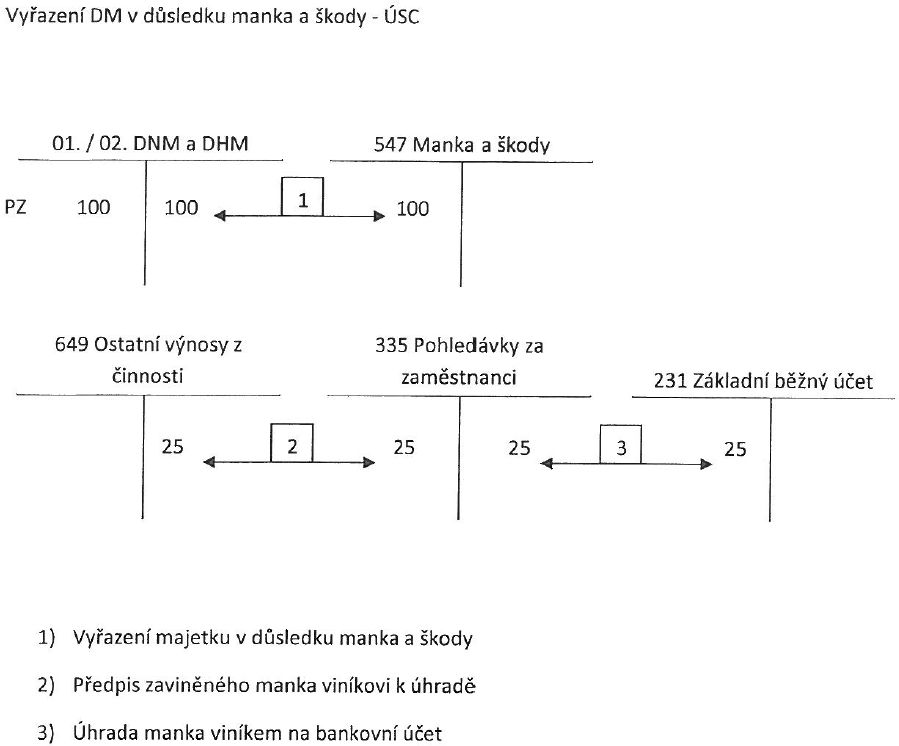 Vyřazení DM v důsledku manka a škody - ÚSC
01. / 02. DNM a DHM 547 Manka a škody
PZ 100 100 1 100
649 Ostatní výnosy z 335 Pohledávky za
činnosti zaměstnanci 231 Základní běžný účet
25 2 25 25 3 25
1) Vyřazení majetku v důsledku manka a škody
2) Předpis zaviněného manka viníkovi k úhradě
3) Úhrada manka viníkem na bankovní účet